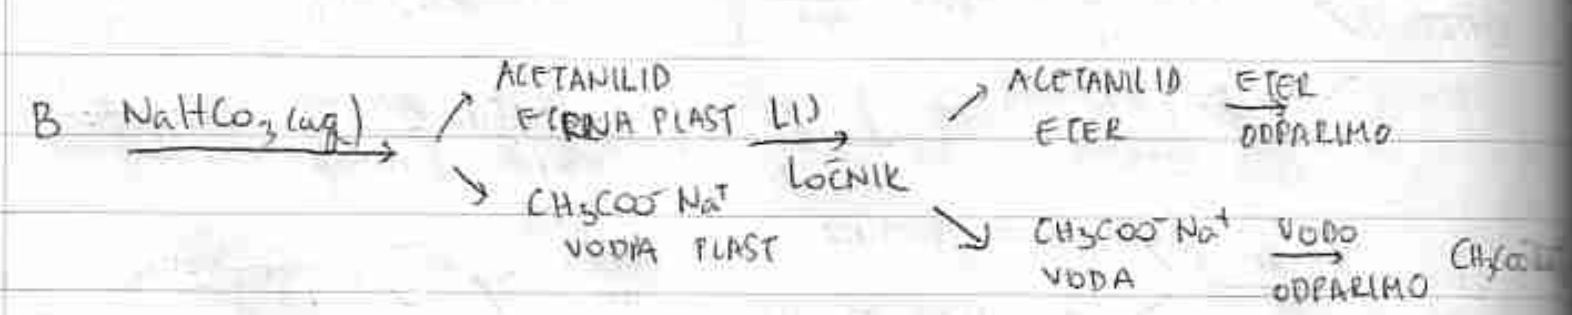 B: NaHCO₃(aq) →
↗ ACETANILID
ETERNA PLAST
↘ CH₃COO⁻Na⁺
VODNA PLAST
LIJ →
LOČNIK
↗ ACETANILID
ETER
ETER →
ODPARIMO
↘ CH₃COO⁻Na⁺
VODA
VODO →
ODPARIMO